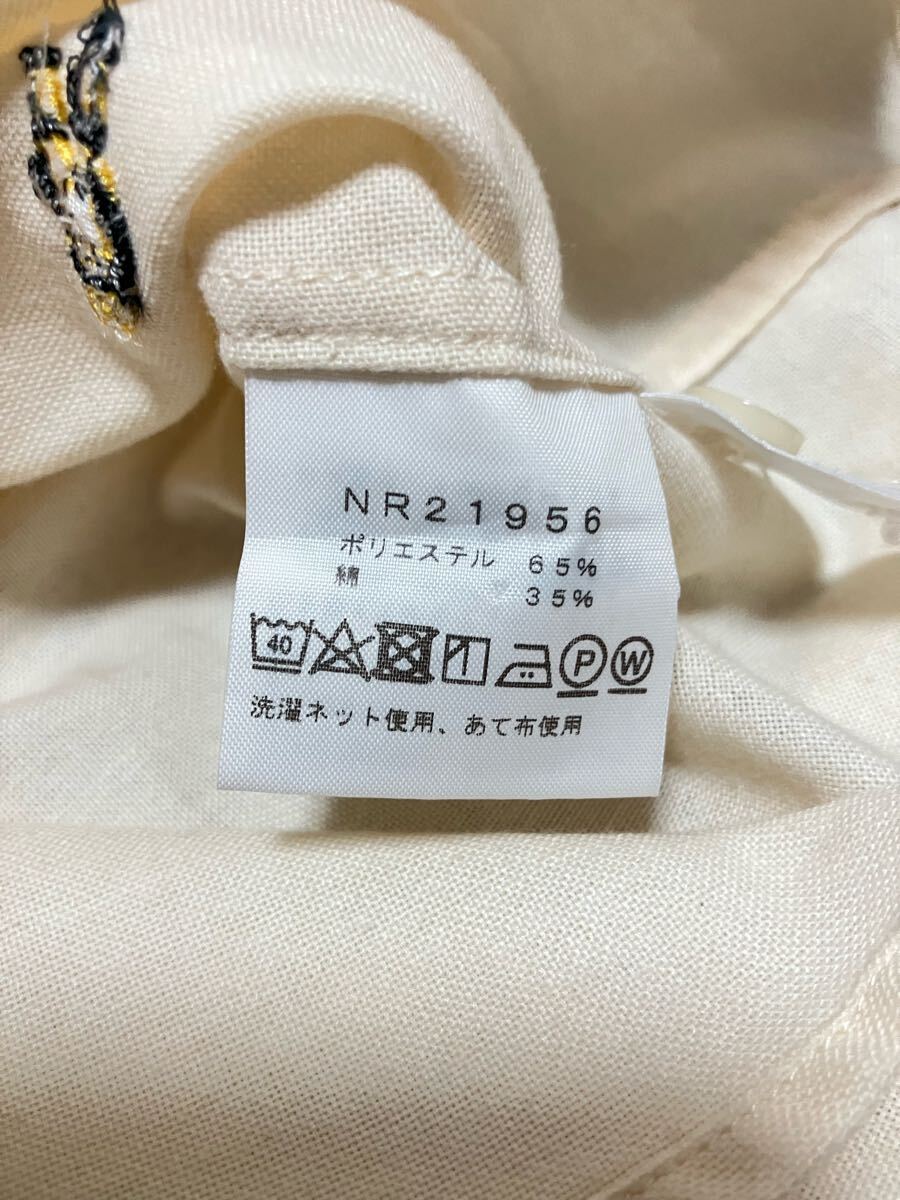 NR21956
ポリエステル 65%
綿 35%
40 P W
洗濯ネット使用、あて布使用